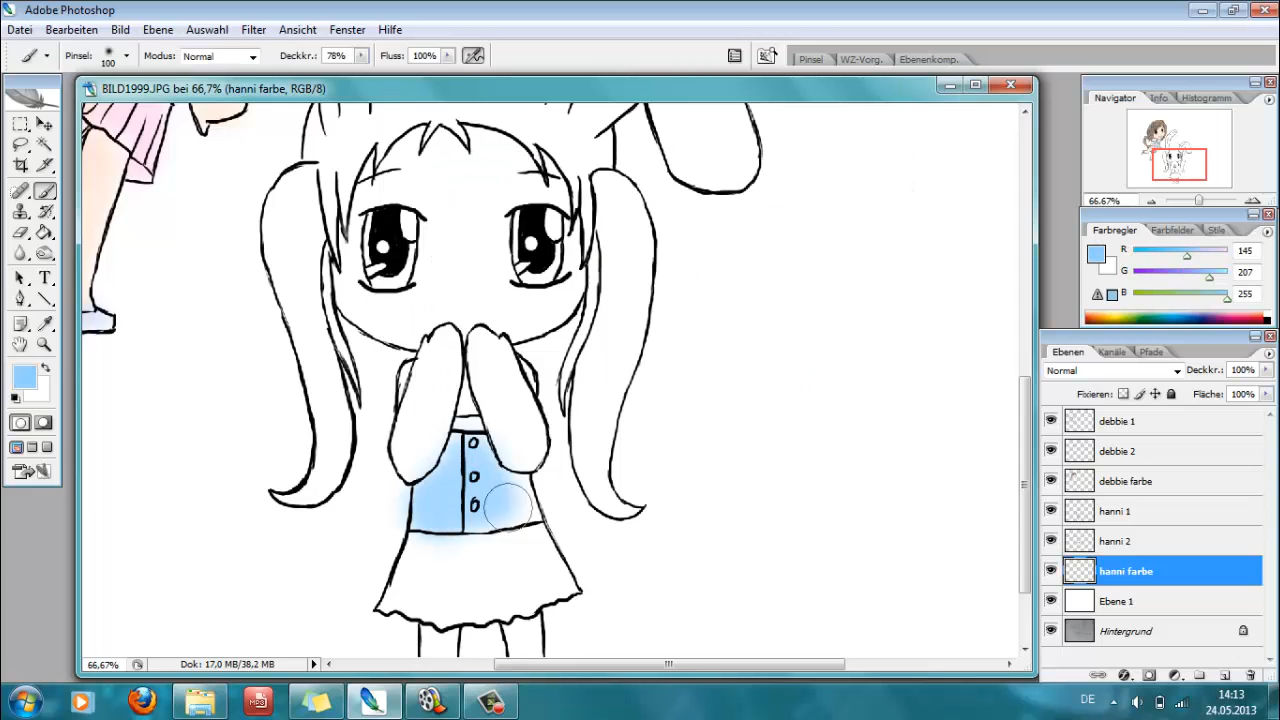 Adobe Photoshop
Datei Bearbeiten Bild Ebene Auswahl Filter Ansicht Fenster Hilfe
Pinsel: 100 Modus: Normal Deckkr.: 78% Fluss: 100%
Pinsel WZ-Vorg. Ebenenkomp.
BILD1999.JPG bei 66,7% (hanni farbe, RGB/8)
Navigator Info Histogramm
66.67%
Farbregler Farbfelder Stile
R 145
G 207
B 255
Ebenen Kanäle Pfade
Normal Deckkr.: 100%
Fixieren: Fläche: 100%
debbie 1
debbie 2
debbie farbe
hanni 1
hanni 2
hanni farbe
Ebene 1
Hintergrund
66,67% Dok: 17,0 MB/38,2 MB
DE 14:13
24.05.2013